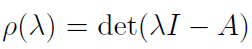 ρ(λ) = det(λI − A)